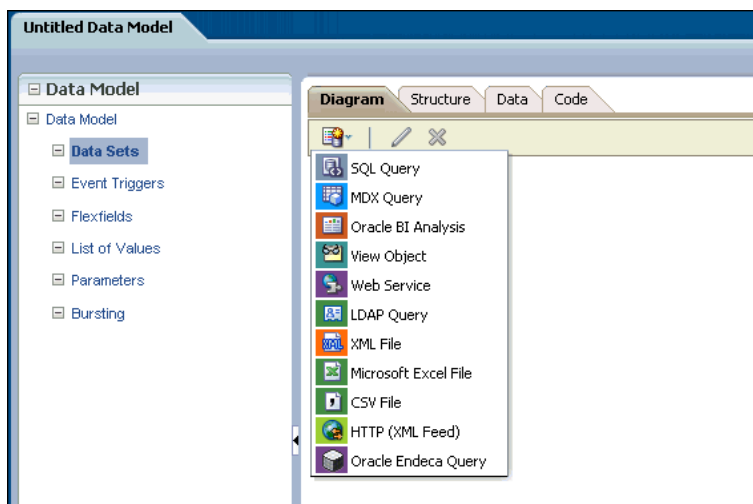 Untitled Data Model
Data Model
Data Model
Data Sets
Event Triggers
Flexfields
List of Values
Parameters
Bursting
Diagram Structure Data Code
SQL Query
MDX Query
Oracle BI Analysis
View Object
Web Service
LDAP Query
XML File
Microsoft Excel File
CSV File
HTTP (XML Feed)
Oracle Endeca Query